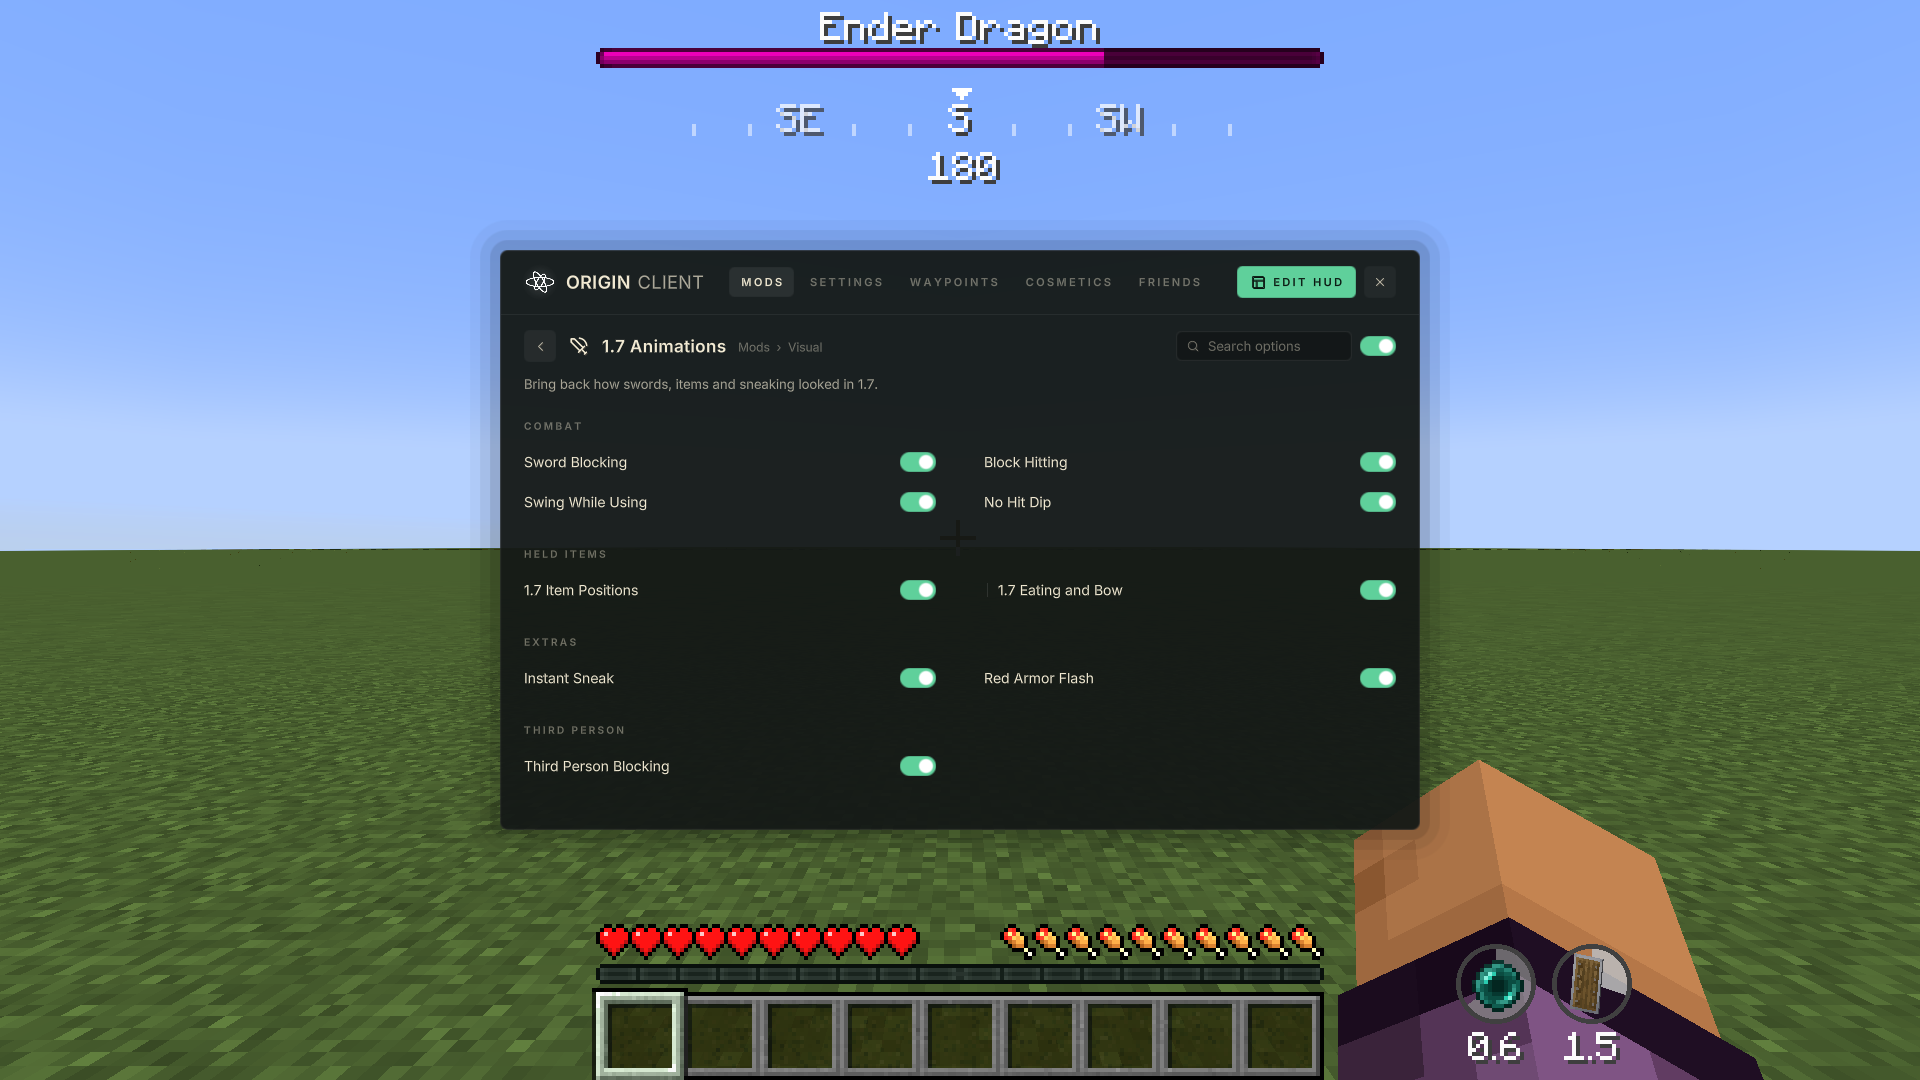 Ender Dragon
SE S SW
180
ORIGIN CLIENT MODS SETTINGS WAYPOINTS COSMETICS FRIENDS EDIT HUD
1.7 Animations Mods › Visual Search options
Bring back how swords, items and sneaking looked in 1.7.
COMBAT
Sword Blocking Block Hitting
Swing While Using No Hit Dip
HELD ITEMS
1.7 Item Positions 1.7 Eating and Bow
EXTRAS
Instant Sneak Red Armor Flash
THIRD PERSON
Third Person Blocking
0.6 1.5